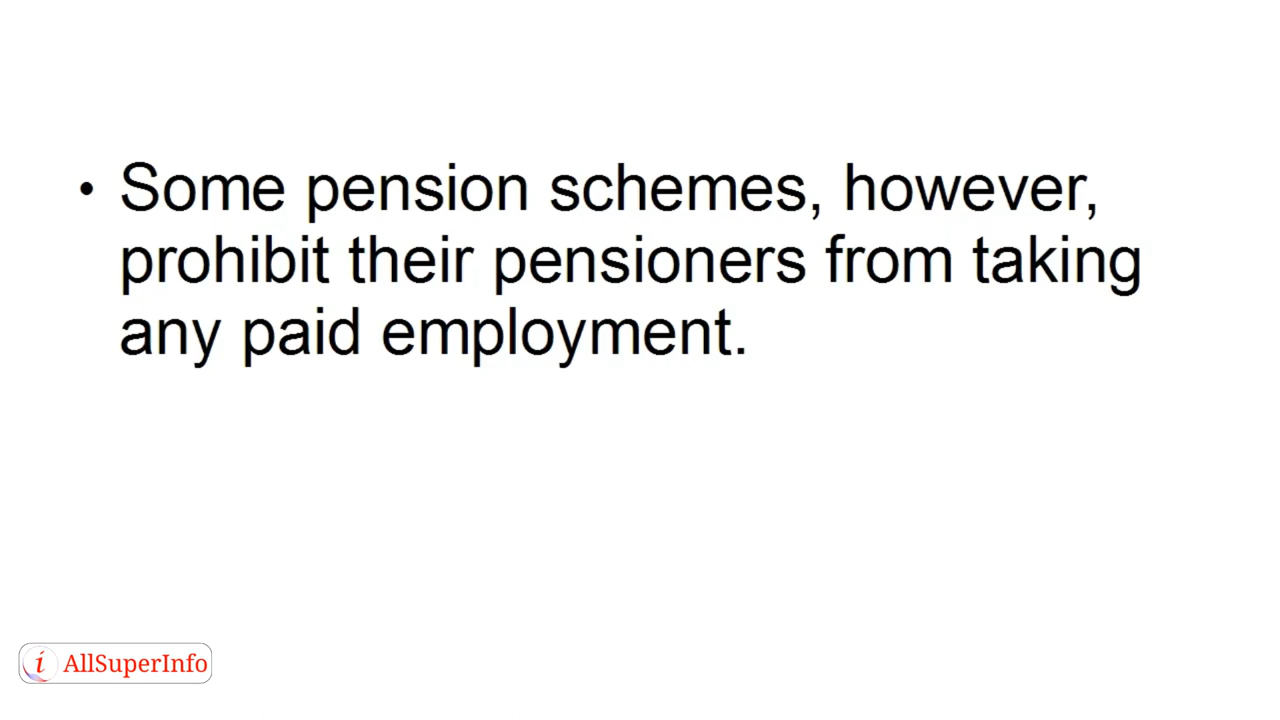 • Some pension schemes, however,
prohibit their pensioners from taking
any paid employment.
i AllSuperInfo